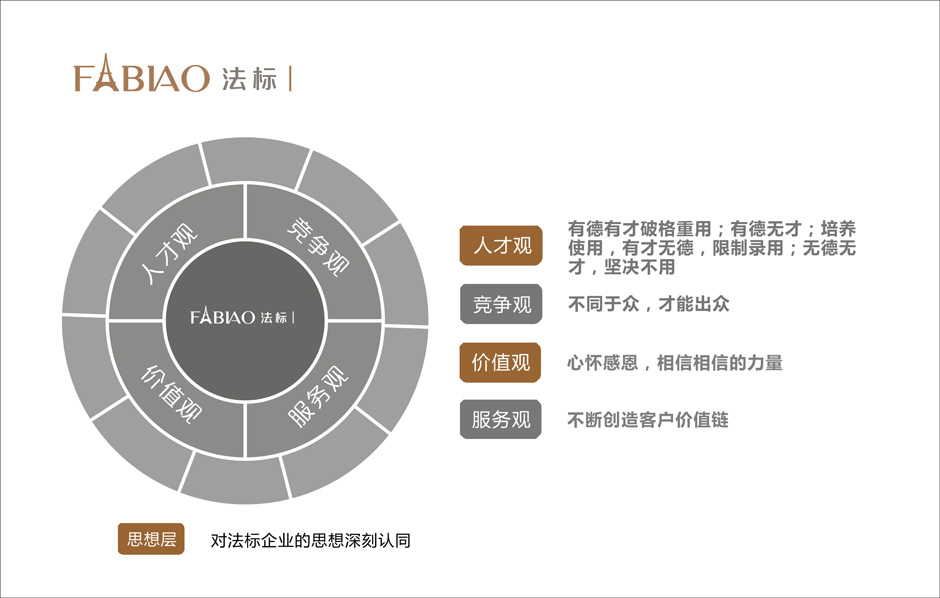 FABIAO 法标
人才观
竞争观
FABIAO 法标
价值观
服务观
人才观
有德有才破格重用；有德无才；培养
使用，有才无德，限制录用；无德无
才，坚决不用
竞争观
不同于众，才能出众
价值观
心怀感恩，相信相信的力量
服务观
不断创造客户价值链
思想层
对法标企业的思想深刻认同